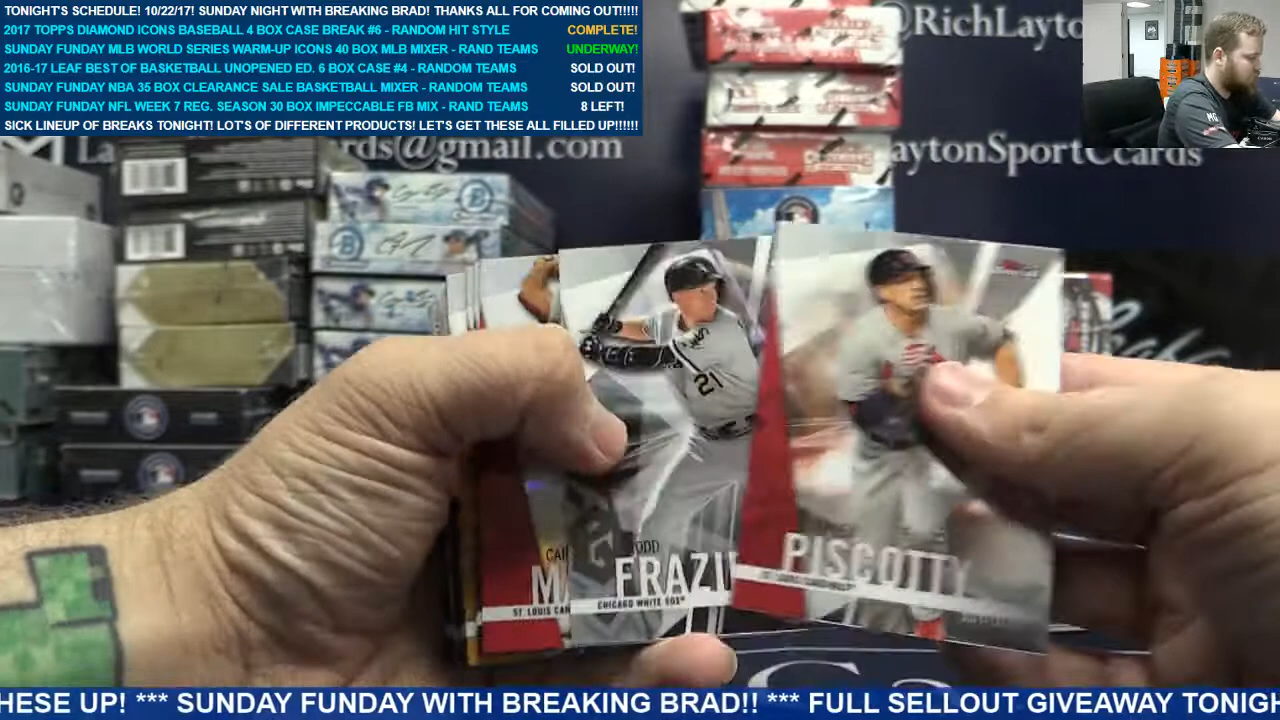 TONIGHT'S SCHEDULE! 10/22/17! SUNDAY NIGHT WITH BREAKING BRAD! THANKS ALL FOR COMING OUT!!!!!
2017 TOPPS DIAMOND ICONS BASEBALL 4 BOX CASE BREAK #6 - RANDOM HIT STYLE COMPLETE!
SUNDAY FUNDAY MLB WORLD SERIES WARM-UP ICONS 40 BOX MLB MIXER - RAND TEAMS UNDERWAY!
2016-17 LEAF BEST OF BASKETBALL UNOPENED ED. 6 BOX CASE #4 - RANDOM TEAMS SOLD OUT!
SUNDAY FUNDAY NBA 35 BOX CLEARANCE SALE BASKETBALL MIXER - RANDOM TEAMS SOLD OUT!
SUNDAY FUNDAY NFL WEEK 7 REG. SEASON 30 BOX IMPECCABLE FB MIX - RAND TEAMS 8 LEFT!
SICK LINEUP OF BREAKS TONIGHT! LOT'S OF DIFFERENT PRODUCTS! LET'S GET THESE ALL FILLED UP!!!!!!
@RichLayto
La ards@gmail.com
aytonSportCcards
21
PISCOTTY
ODD
FRAZI
CHICAGO WHITE SOX
CAR
M
ST. LOUIS CAR
HESE UP! *** SUNDAY FUNDAY WITH BREAKING BRAD!! *** FULL SELLOUT GIVEAWAY TONIGH